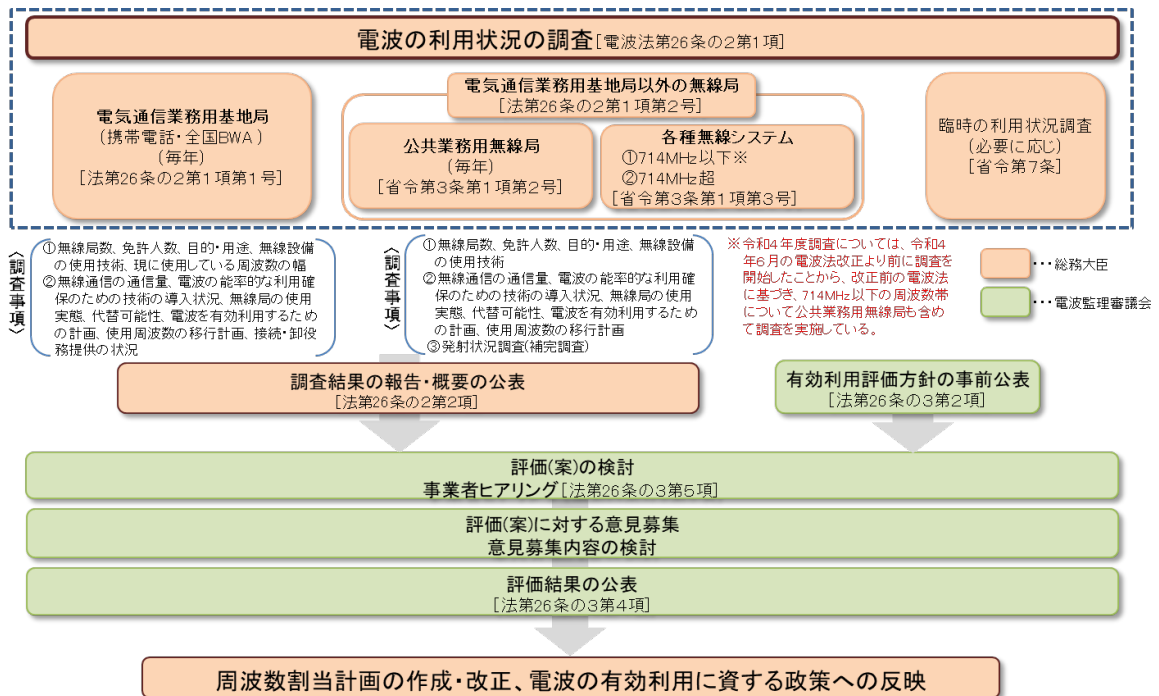 電波の利用状況の調査[電波法第26条の2第1項]
電気通信業務用基地局
(携帯電話・全国BWA)
(毎年)
[法第26条の2第1項第1号]
電気通信業務用基地局以外の無線局
[法第26条の2第1項第2号]
公共業務用無線局
(毎年)
[省令第3条第1項第2号]
各種無線システム
①714MHz以下※
②714MHz超
[省令第3条第1項第3号]
臨時の利用状況調査
(必要に応じ)
[省令第7条]
〈調査事項〉
①無線局数、免許人数、目的・用途、無線設備
の使用技術、現に使用している周波数の幅
②無線通信の通信量、電波の能率的な利用確
保のための技術の導入状況、無線局の使用
実態、代替可能性、電波を有効利用するため
の計画、使用周波数の移行計画、接続・卸役
務提供の状況
〈調査事項〉
①無線局数、免許人数、目的・用途、無線設備
の使用技術
②無線通信の通信量、電波の能率的な利用確
保のための技術の導入状況、無線局の使用
実態、代替可能性、電波を有効利用するため
の計画、使用周波数の移行計画
③発射状況調査(補完調査)
※令和4年度調査については、令和4
年6月の電波法改正より前に調査を
開始したことから、改正前の電波法
に基づき、714MHz以下の周波数帯
について公共業務用無線局も含め
て調査を実施している。
・・・総務大臣
・・・電波監理審議会
調査結果の報告・概要の公表
[法第26条の2第2項]
有効利用評価方針の事前公表
[法第26条の3第2項]
評価(案)の検討
事業者ヒアリング[法第26条の3第5項]
評価(案)に対する意見募集
意見募集内容の検討
評価結果の公表
[法第26条の3第4項]
周波数割当計画の作成・改正、電波の有効利用に資する政策への反映